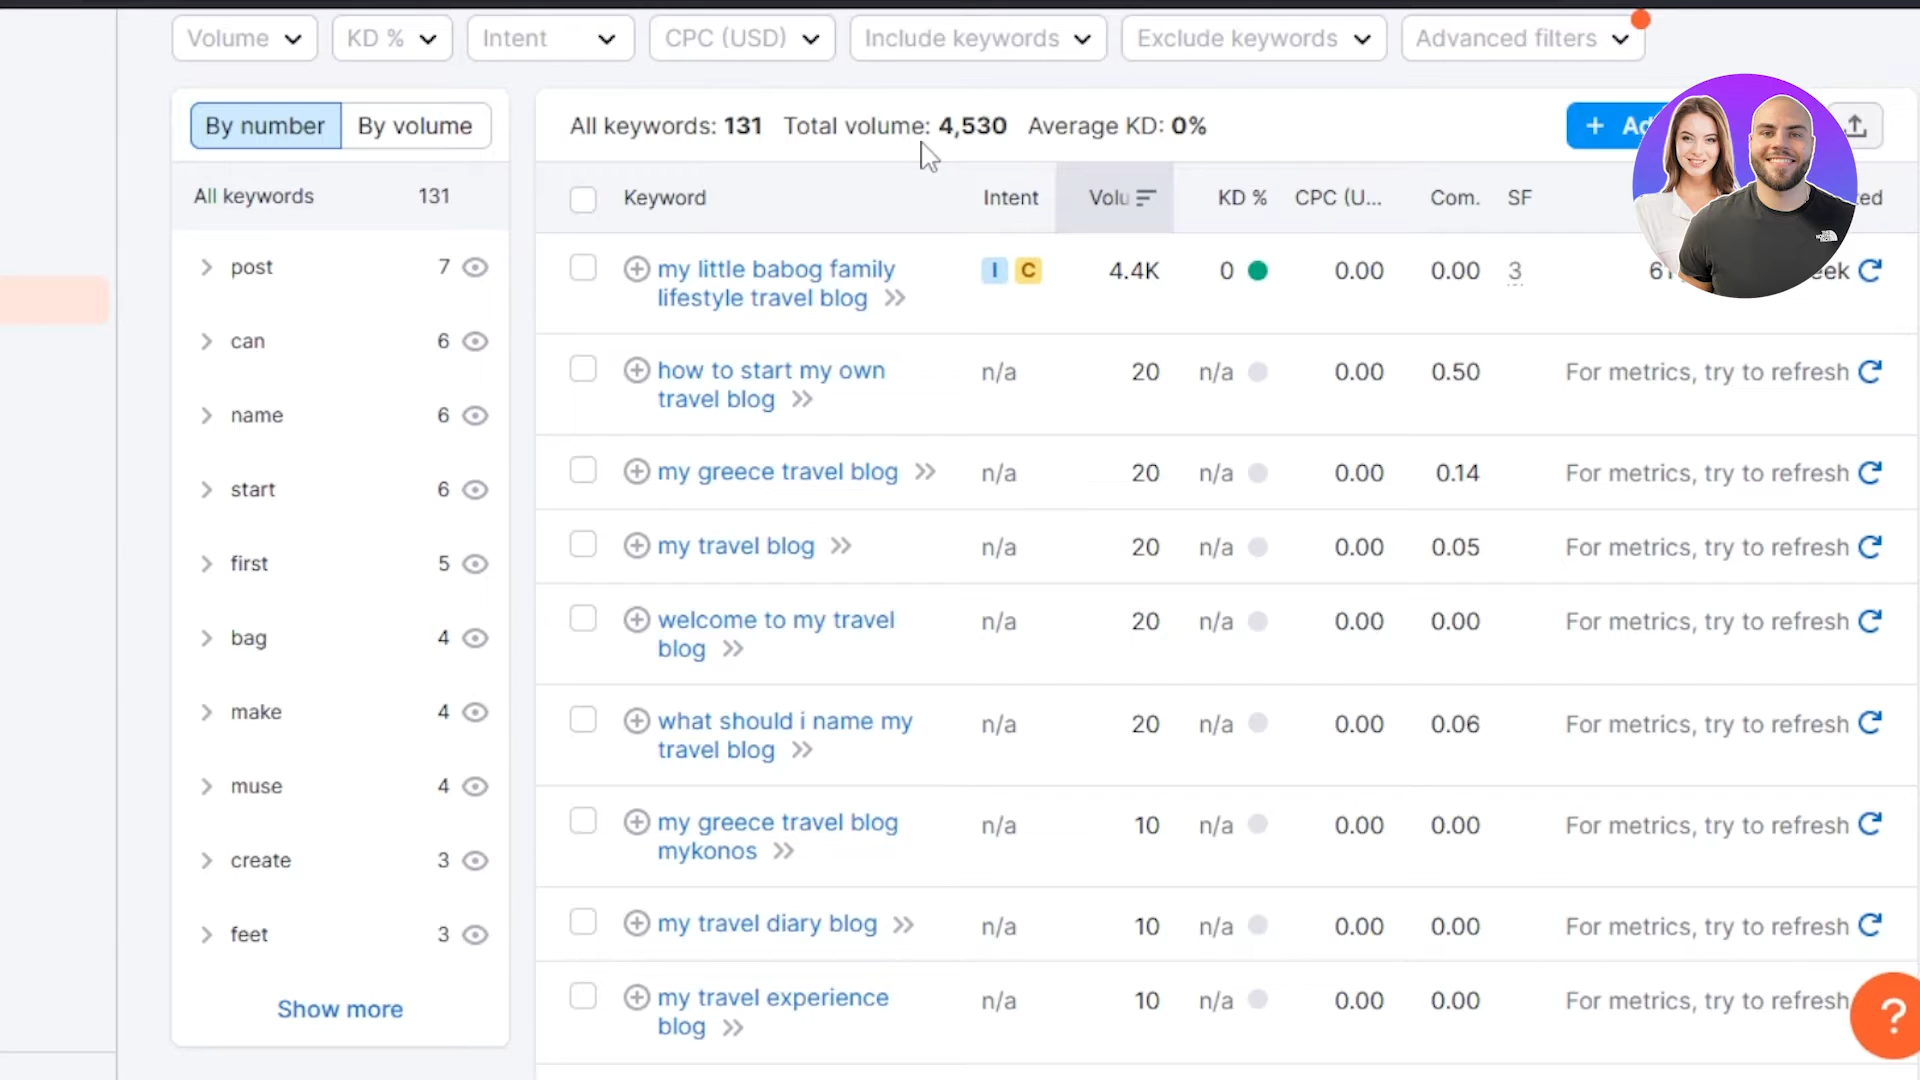 Volume KD % Intent CPC (USD) Include keywords Exclude keywords Advanced filters
By number By volume
All keywords: 131 Total volume: 4,530 Average KD: 0%
+
All keywords 131
post 7
can 6
name 6
start 6
first 5
bag 4
make 4
muse 4
create 3
feet 3
Show more
Keyword Intent Volu KD % CPC (U... Com. SF
my little babog family I C 4.4K 0 0.00 0.00 3
lifestyle travel blog
how to start my own n/a 20 n/a 0.00 0.50 For metrics, try to refresh
travel blog
my greece travel blog n/a 20 n/a 0.00 0.14 For metrics, try to refresh
my travel blog n/a 20 n/a 0.00 0.05 For metrics, try to refresh
welcome to my travel n/a 20 n/a 0.00 0.00 For metrics, try to refresh
blog
what should i name my n/a 20 n/a 0.00 0.06 For metrics, try to refresh
travel blog
my greece travel blog n/a 10 n/a 0.00 0.00 For metrics, try to refresh
mykonos
my travel diary blog n/a 10 n/a 0.00 0.00 For metrics, try to refresh
my travel experience n/a 10 n/a 0.00 0.00 For metrics, try to refresh
blog
?